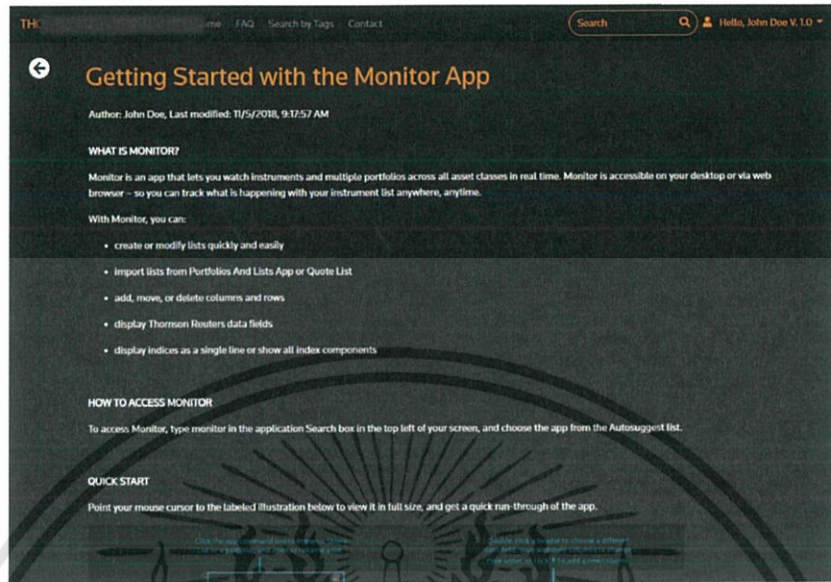 THO
me FAQ Search by Tags Contact Search Hello, John Doe V. 1.0
Getting Started with the Monitor App
Author: John Doe, Last modified: 11/5/2018, 9:17:57 AM
WHAT IS MONITOR?
Monitor is an app that lets you watch instruments and multiple portfolios across all asset classes in real time. Monitor is accessible on your desktop or via web
browser – so you can track what is happening with your instrument list anywhere, anytime.
With Monitor, you can:
• create or modify lists quickly and easily
• import lists from Portfolios And Lists App or Quote List
• add, move, or delete columns and rows
• display Thomson Reuters data fields
• display indices as a single line or show all index components
HOW TO ACCESS MONITOR
To access Monitor, type monitor in the application Search box in the top left of your screen, and choose the app from the Autosuggest list.
QUICK START
Point your mouse cursor to the labeled illustration below to view it in full size, and get a quick run-through of the app.